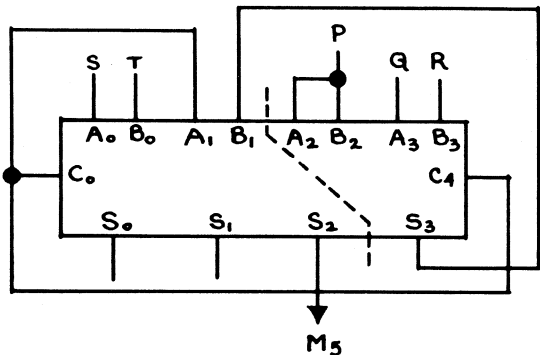 P
S T Q R
A0 B0 A1 B1 A2 B2 A3 B3
C0 C4
S0 S1 S2 S3
M5